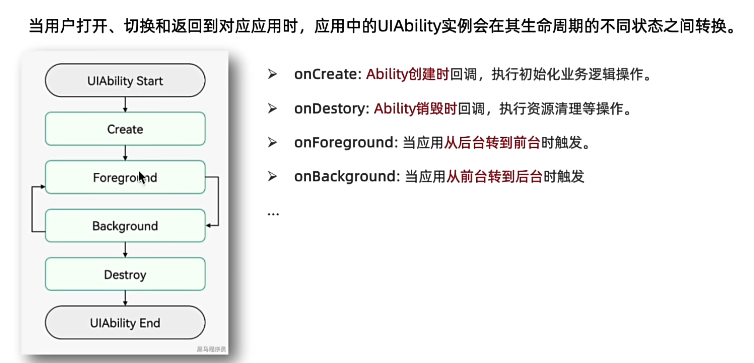 当用户打开、切换和返回到对应应用时，应用中的UIAbility实例会在其生命周期的不同状态之间转换。
UIAbility Start
Create
Foreground
Background
Destroy
UIAbility End
黑马程序员
onCreate: Ability创建时回调，执行初始化业务逻辑操作。
onDestory: Ability销毁时回调，执行资源清理等操作。
onForeground: 当应用从后台转到前台时触发。
onBackground: 当应用从前台转到后台时触发
...